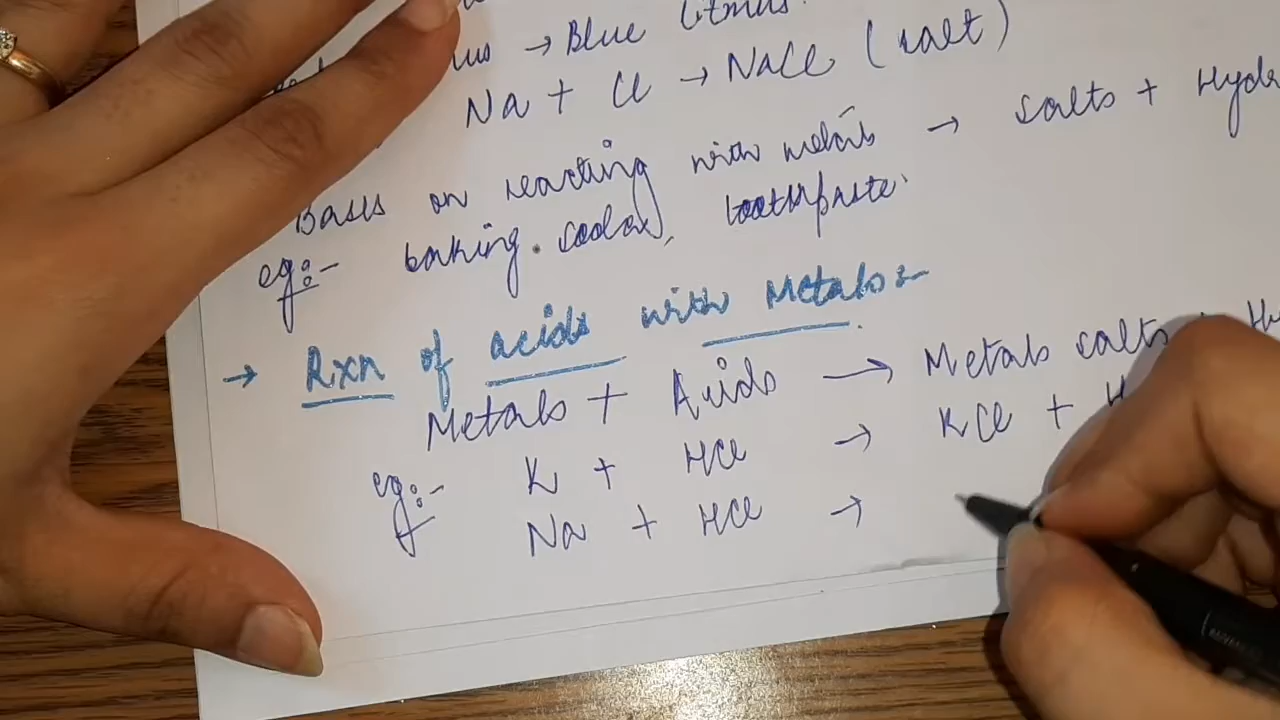 → Blue litmus.
Na + Cl → NaCl (salt)
Bases on reacting with metals → salts + Hydr
eg:- baking. soda, toothpaste.
→ Rxn of acids with Metals:-
Metals + Acids → Metals salts
eg:- K + HCl → KCl + H
Na + HCl →